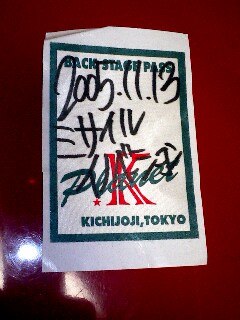 BACK STAGE PASS
2005.11.13
ミサイル
Planet
K
KICHIJOJI, TOKYO